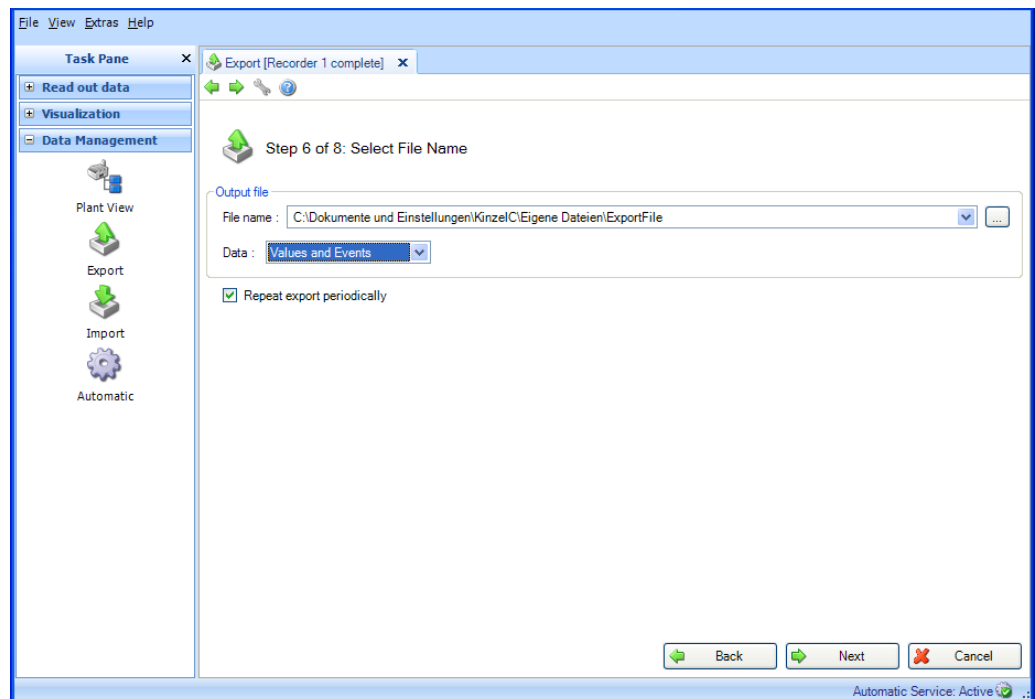 File View Extras Help
Task Pane
Export [Recorder 1 complete]
Read out data
Visualization
Data Management
Plant View
Export
Import
Automatic
Step 6 of 8: Select File Name
Output file
File name : C:\Dokumente und Einstellungen\KinzelC\Eigene Dateien\ExportFile ...
Data : Values and Events
Repeat export periodically
Back Next Cancel
Automatic Service: Active